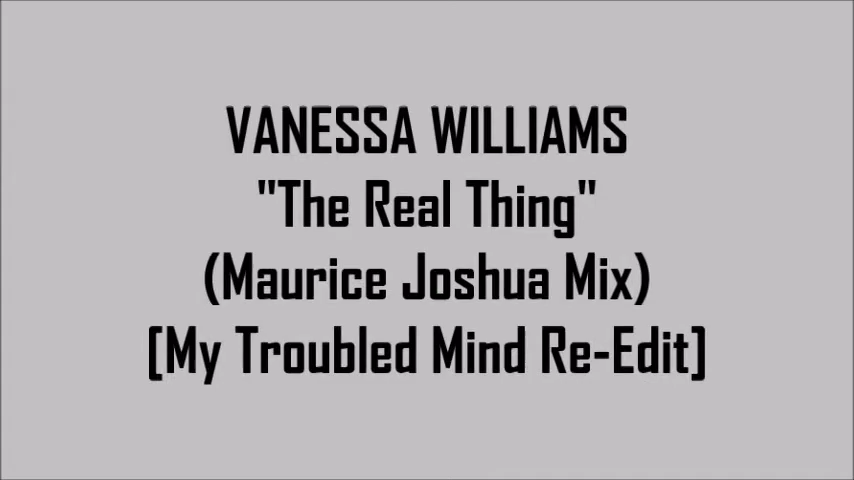 VANESSA WILLIAMS
"The Real Thing"
(Maurice Joshua Mix)
[My Troubled Mind Re-Edit]